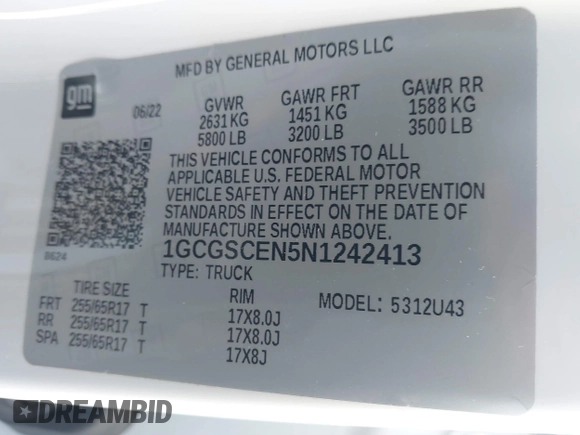 MFD BY GENERAL MOTORS LLC
gm
06/22
GVWR GAWR FRT GAWR RR
2631 KG 1451 KG 1588 KG
5800 LB 3200 LB 3500 LB
THIS VEHICLE CONFORMS TO ALL
APPLICABLE U.S. FEDERAL MOTOR
VEHICLE SAFETY AND THEFT PREVENTION
STANDARDS IN EFFECT ON THE DATE OF
MANUFACTURE SHOWN ABOVE.
8624
1GCGSCEN5N1242413
TYPE: TRUCK
TIRE SIZE RIM MODEL: 5312U43
FRT 255/65R17 T 17X8.0J
RR 255/65R17 T 17X8.0J
SPA 255/65R17 T 17X8J
DREAMBID